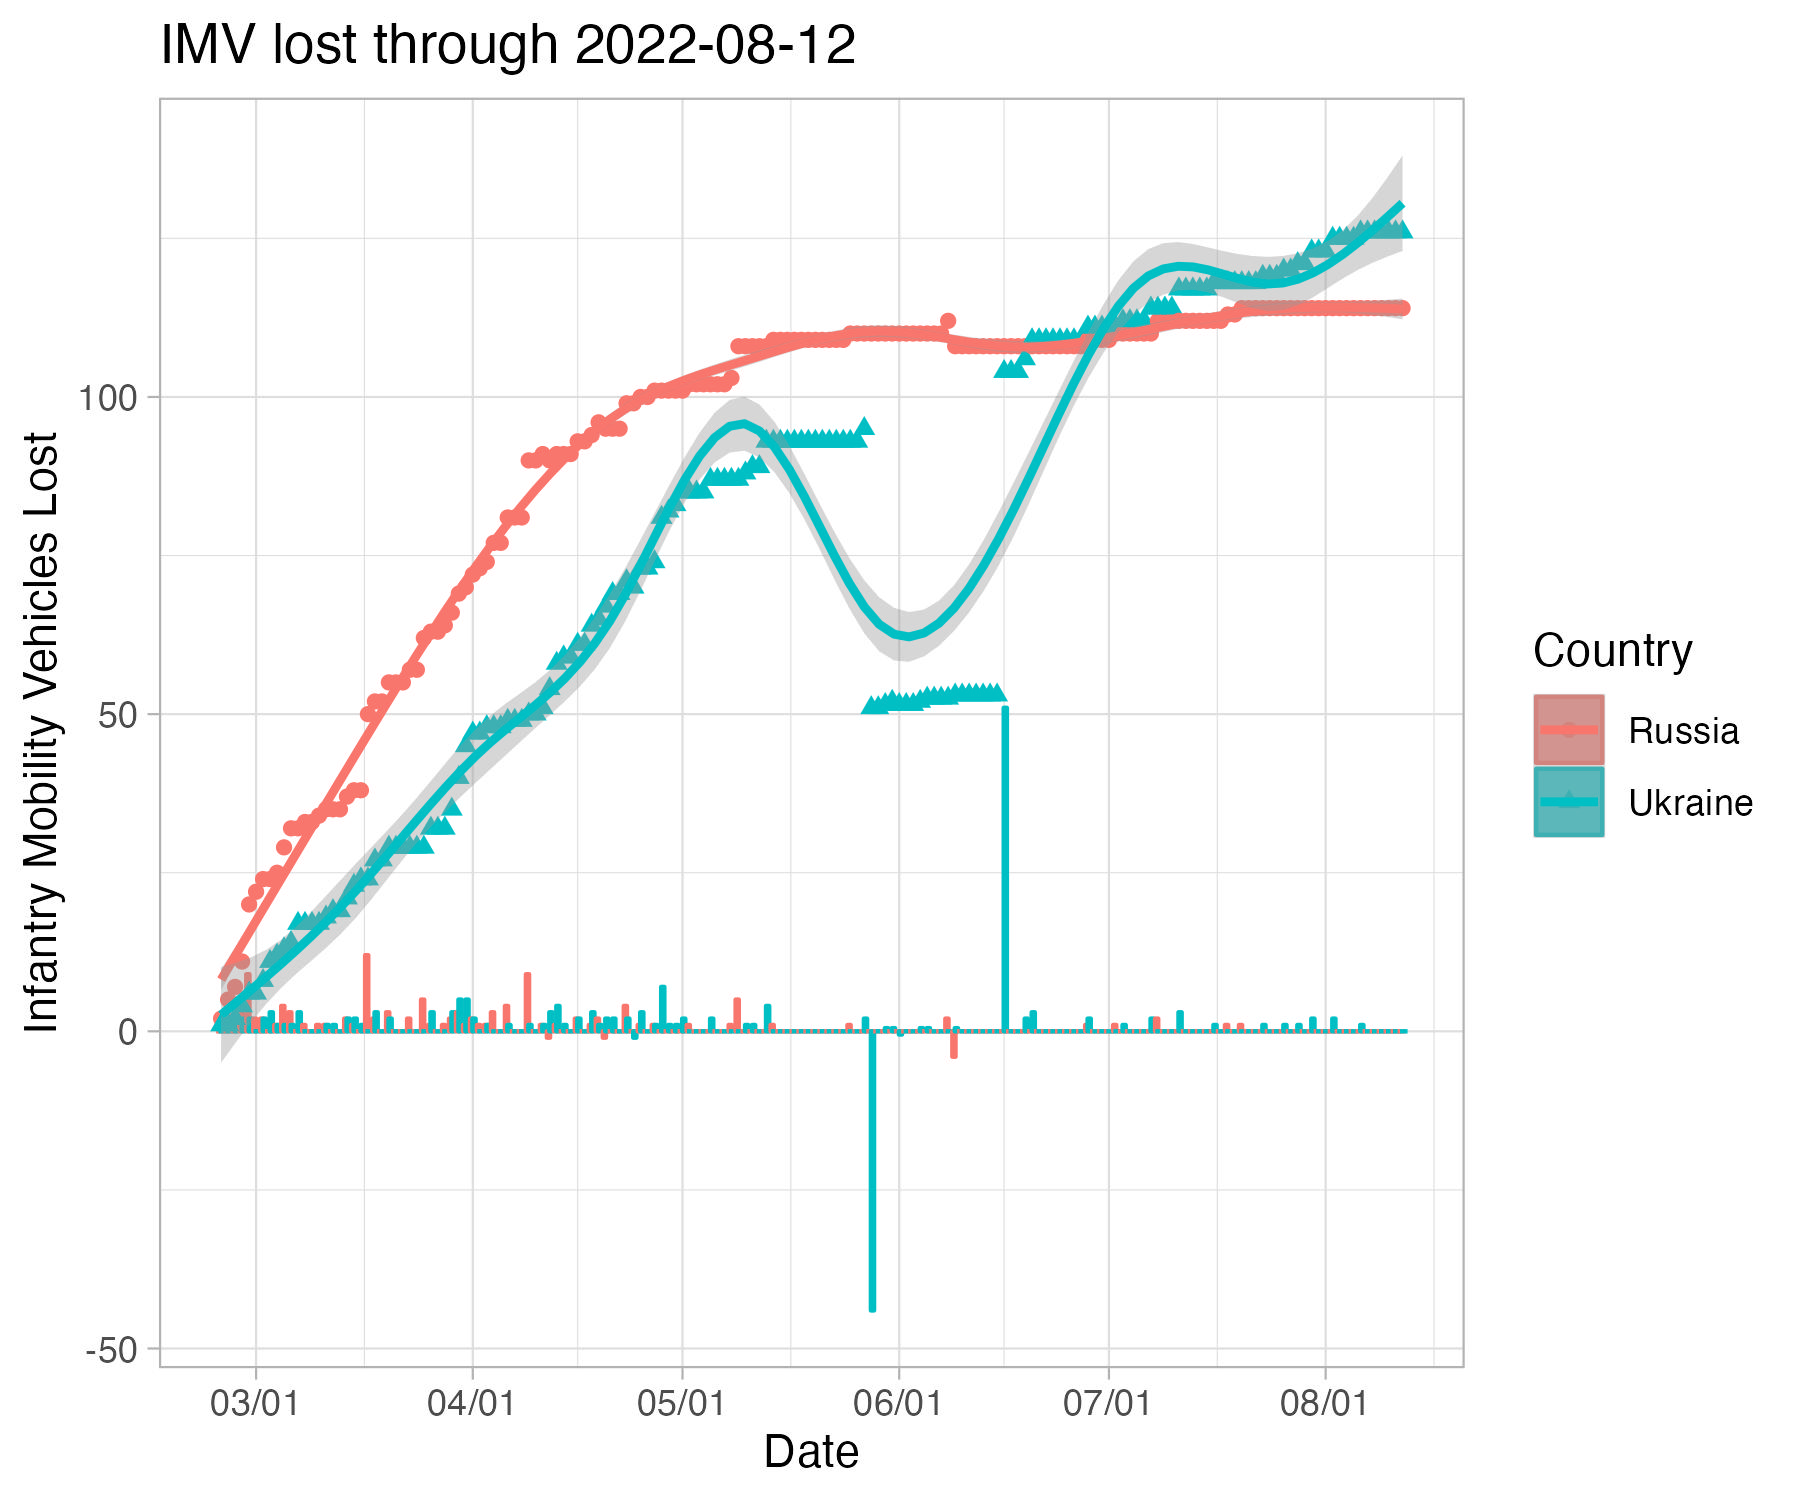 IMV lost through 2022-08-12
Infantry Mobility Vehicles Lost
100
50
0
-50
03/01
04/01
05/01
06/01
07/01
08/01
Date
Country
Russia
Ukraine